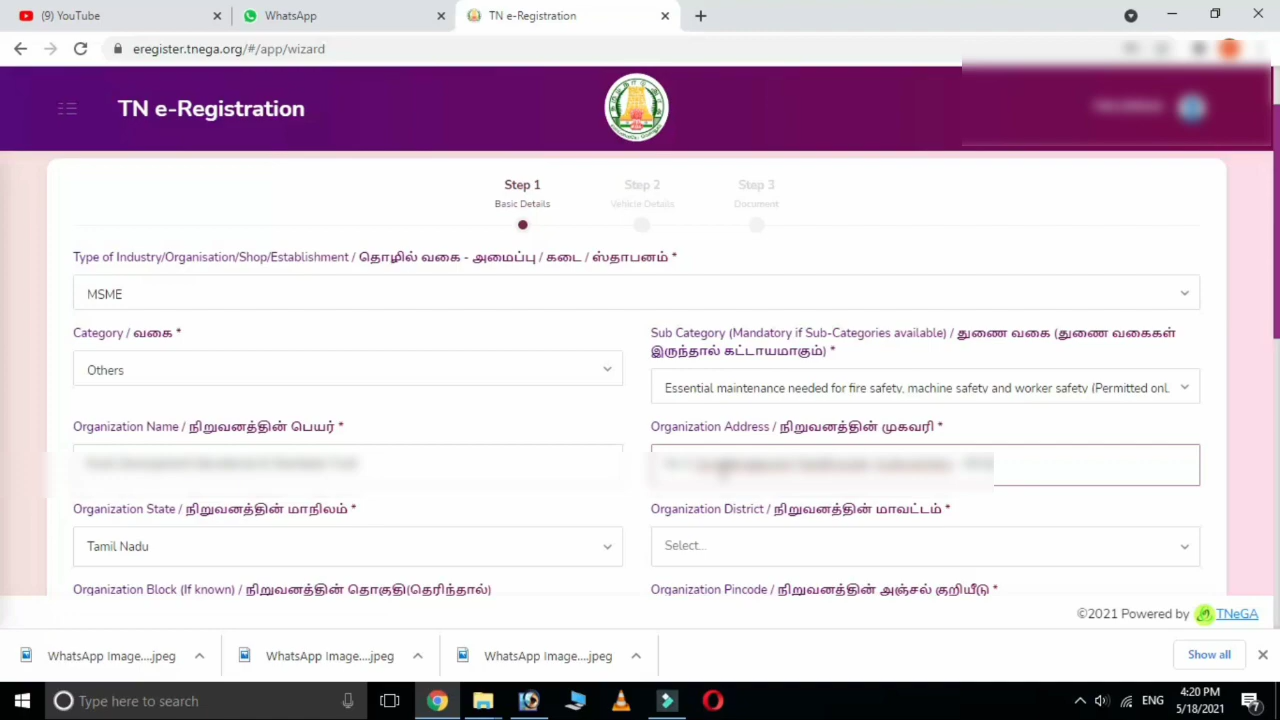 (9) YouTube
WhatsApp
TN e-Registration
eregister.tnega.org/#/app/wizard
TN e-Registration
Step 1
Step 2
Step 3
Basic Details
Vehicle Details
Document
Type of Industry/Organisation/Shop/Establishment / தொழில் வகை - அமைப்பு / கடை / ஸ்தாபனம் *
MSME
Category / வகை *
Sub Category (Mandatory if Sub-Categories available) / துணை வகை (துணை வகைகள்
இருந்தால் கட்டாயமாகும்) *
Others
Essential maintenance needed for fire safety, machine safety and worker safety (Permitted onl
Organization Name / நிறுவனத்தின் பெயர் *
Organization Address / நிறுவனத்தின் முகவரி *
Organization State / நிறுவனத்தின் மாநிலம் *
Organization District / நிறுவனத்தின் மாவட்டம் *
Tamil Nadu
Select...
Organization Block (If known) / நிறுவனத்தின் தொகுதி(தெரிந்தால்)
Organization Pincode / நிறுவனத்தின் அஞ்சல் குறியீடு *
©2021 Powered by TNeGA
WhatsApp Image....jpeg
WhatsApp Image....jpeg
WhatsApp Image....jpeg
Show all
Type here to search
ENG
4:20 PM
5/18/2021
7